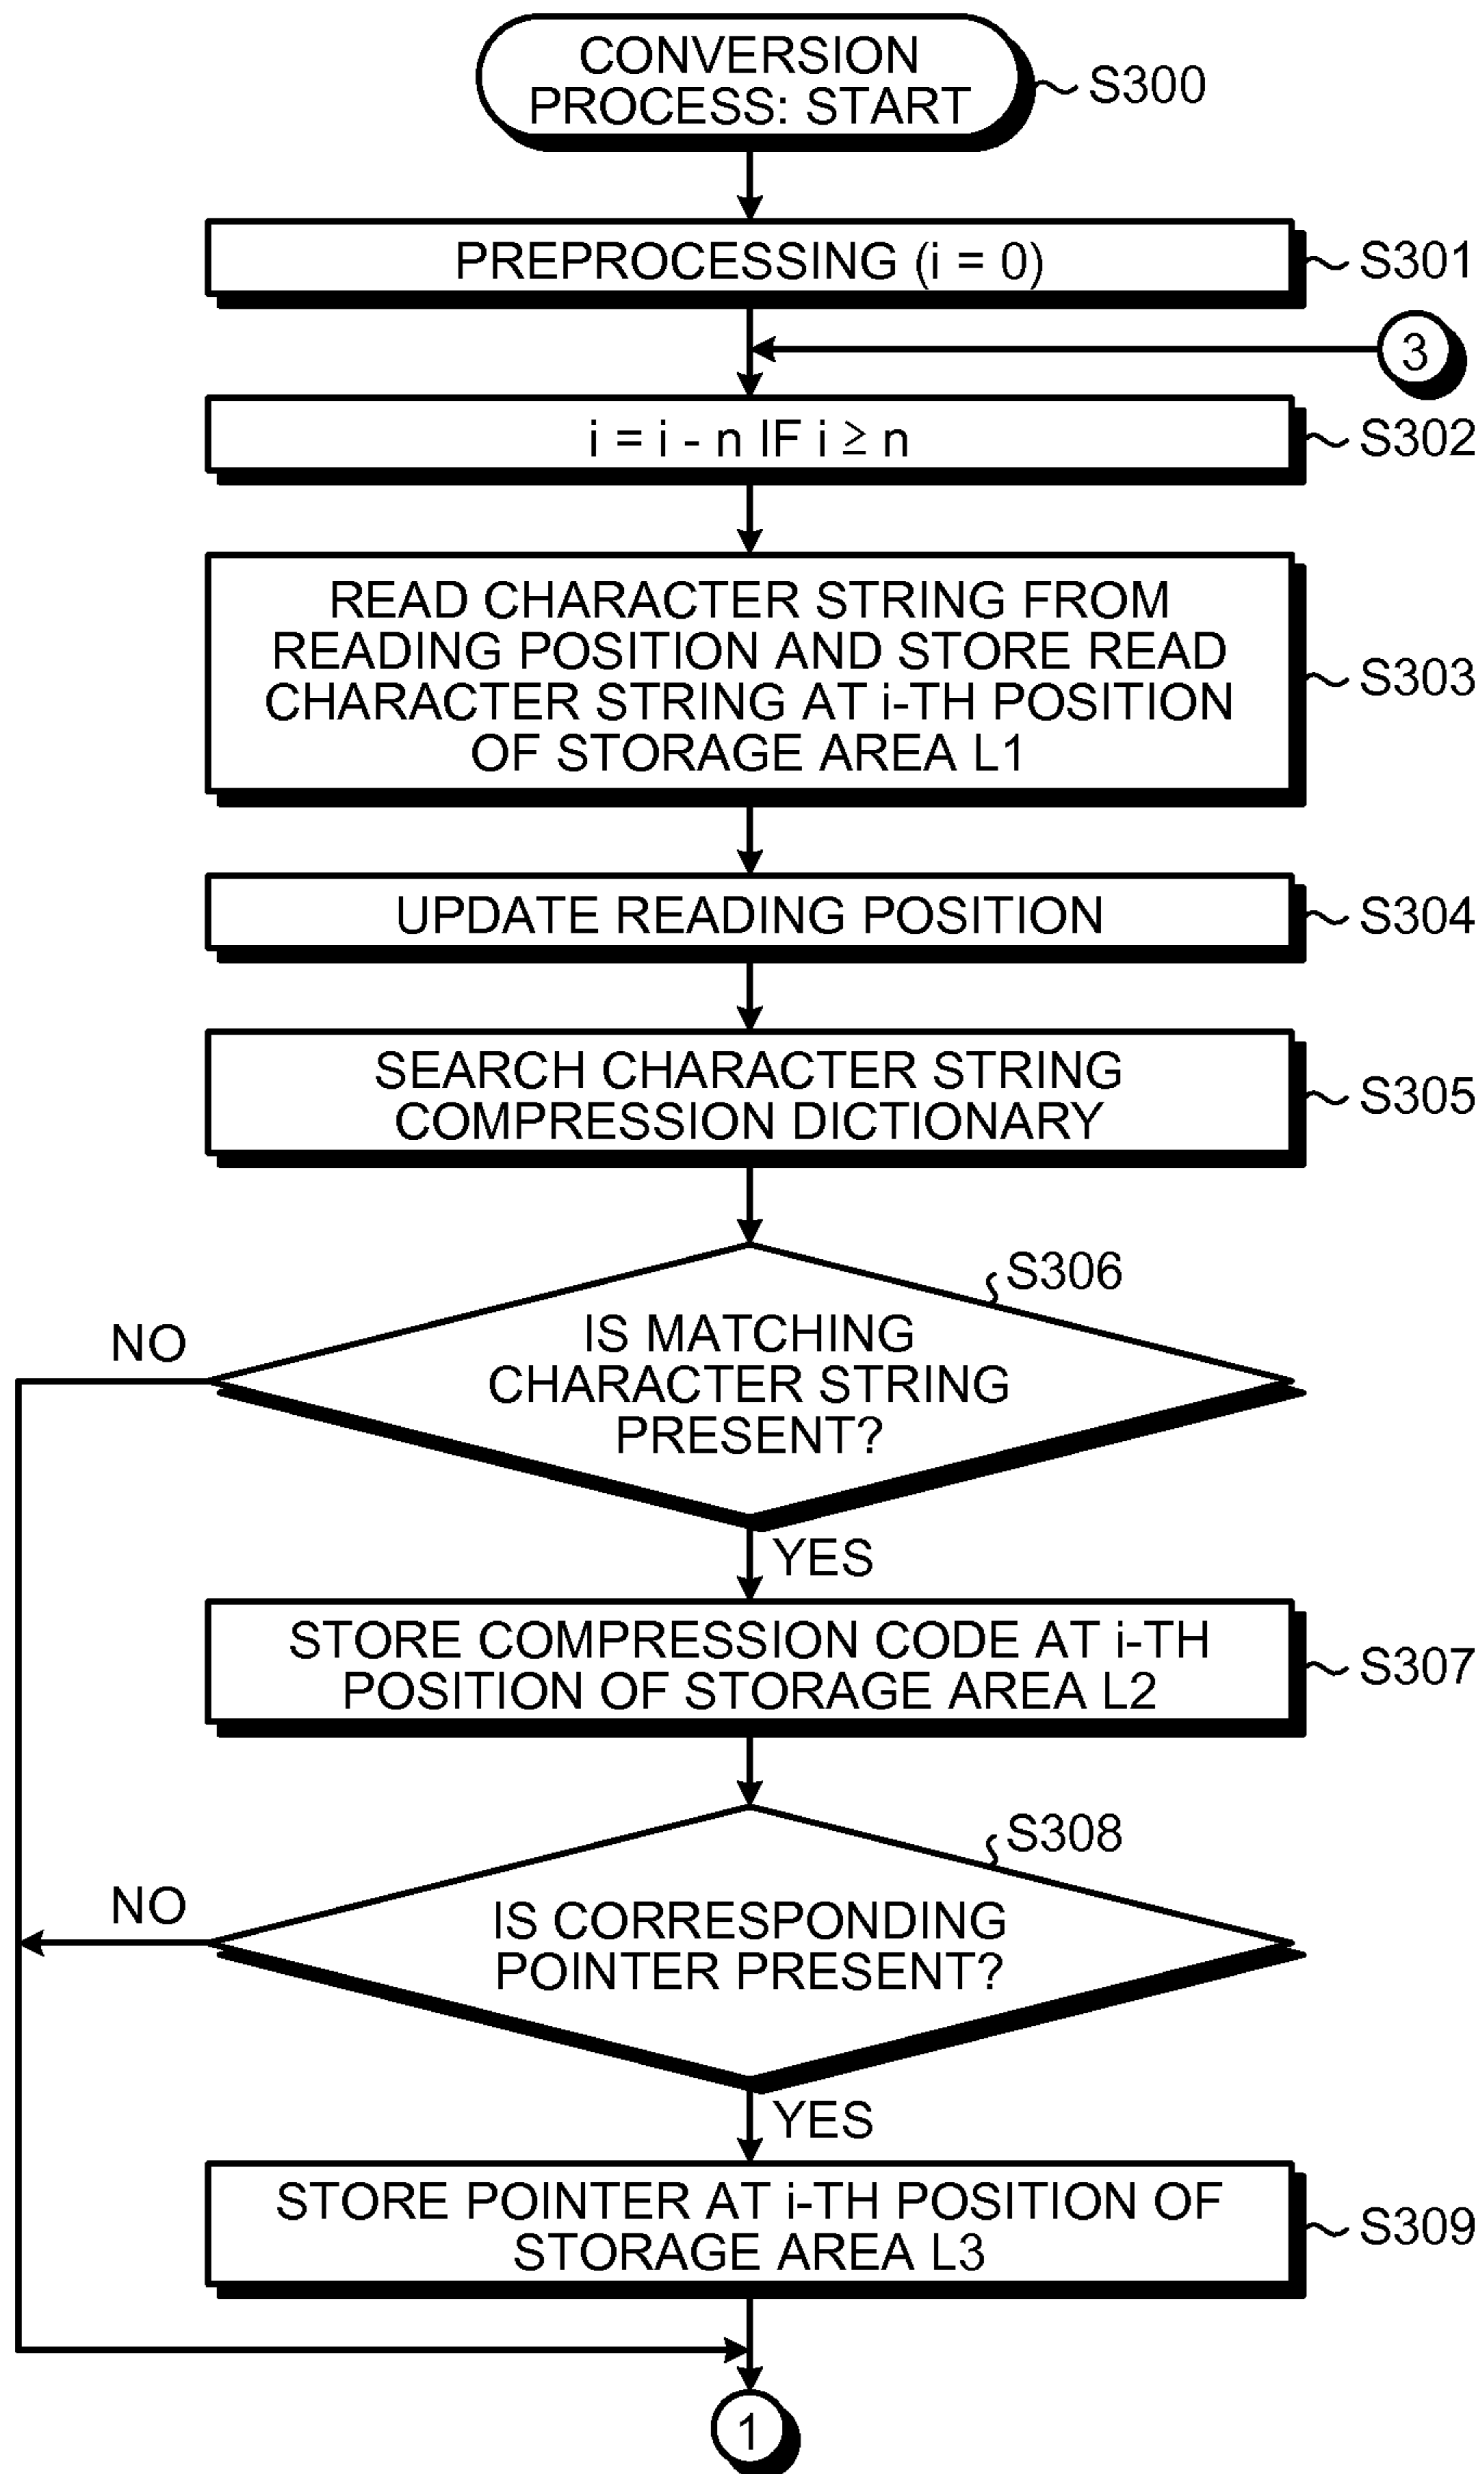 CONVERSION
PROCESS: START
S300
PREPROCESSING (i = 0)
S301
3
i = i - n IF i ≥ n
S302
READ CHARACTER STRING FROM
READING POSITION AND STORE READ
CHARACTER STRING AT i-TH POSITION
OF STORAGE AREA L1
S303
UPDATE READING POSITION
S304
SEARCH CHARACTER STRING
COMPRESSION DICTIONARY
S305
S306
NO
IS MATCHING
CHARACTER STRING
PRESENT?
YES
STORE COMPRESSION CODE AT i-TH
POSITION OF STORAGE AREA L2
S307
S308
NO
IS CORRESPONDING
POINTER PRESENT?
YES
STORE POINTER AT i-TH POSITION OF
STORAGE AREA L3
S309
1